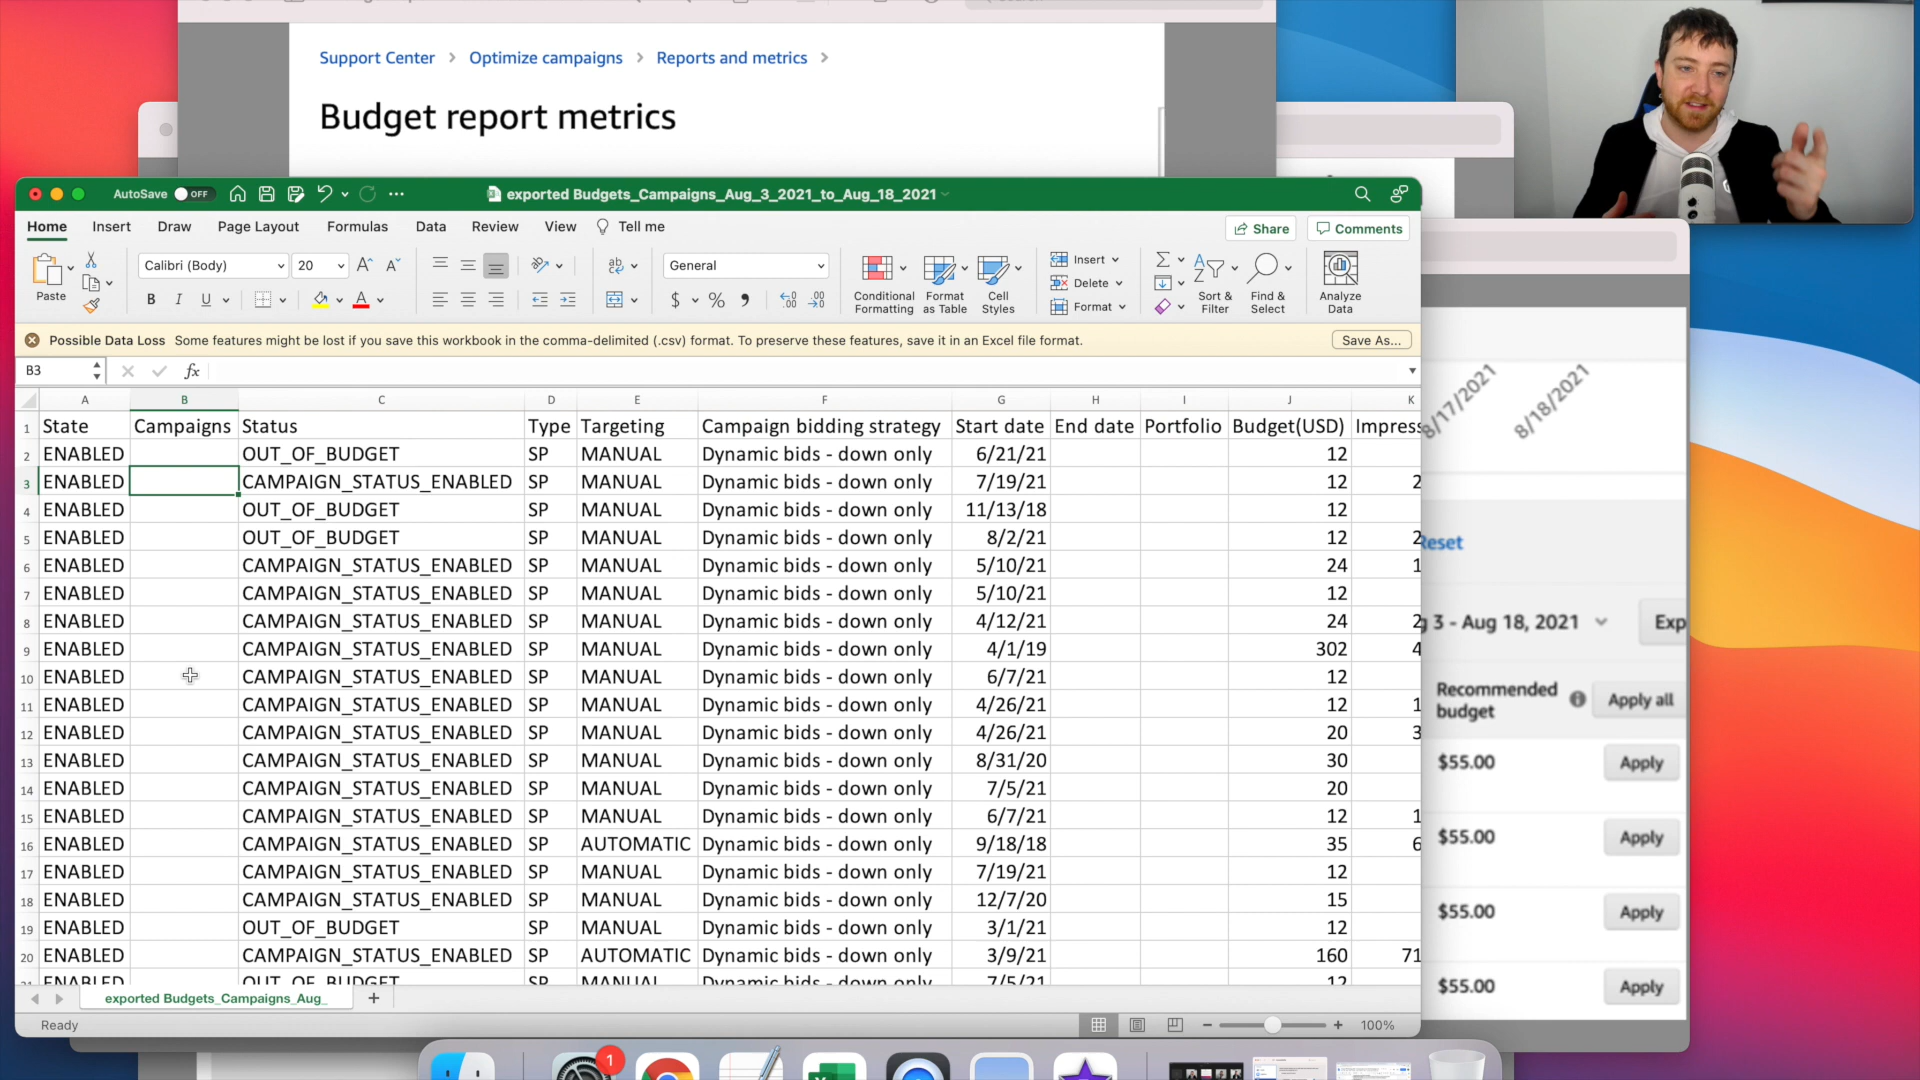 Support Center > Optimize campaigns > Reports and metrics >
Budget report metrics
AutoSave OFF
exported Budgets_Campaigns_Aug_3_2021_to_Aug_18_2021
Home Insert Draw Page Layout Formulas Data Review View Tell me
Share Comments
Paste
Calibri (Body) 20
B I U
General
$ %
Conditional Formatting
Format as Table
Cell Styles
Insert
Delete
Format
Sort & Filter
Find & Select
Analyze Data
Possible Data Loss Some features might be lost if you save this workbook in the comma-delimited (.csv) format. To preserve these features, save it in an Excel file format. Save As...
B3 fx
A B C D E F G H I J K
1 State Campaigns Status Type Targeting Campaign bidding strategy Start date End date Portfolio Budget(USD) Impress
2 ENABLED OUT_OF_BUDGET SP MANUAL Dynamic bids - down only 6/21/21 12
3 ENABLED CAMPAIGN_STATUS_ENABLED SP MANUAL Dynamic bids - down only 7/19/21 12 2
4 ENABLED OUT_OF_BUDGET SP MANUAL Dynamic bids - down only 11/13/18 12
5 ENABLED OUT_OF_BUDGET SP MANUAL Dynamic bids - down only 8/2/21 12 2
6 ENABLED CAMPAIGN_STATUS_ENABLED SP MANUAL Dynamic bids - down only 5/10/21 24 1
7 ENABLED CAMPAIGN_STATUS_ENABLED SP MANUAL Dynamic bids - down only 5/10/21 12
8 ENABLED CAMPAIGN_STATUS_ENABLED SP MANUAL Dynamic bids - down only 4/12/21 24 2
9 ENABLED CAMPAIGN_STATUS_ENABLED SP MANUAL Dynamic bids - down only 4/1/19 302 4
10 ENABLED CAMPAIGN_STATUS_ENABLED SP MANUAL Dynamic bids - down only 6/7/21 12
11 ENABLED CAMPAIGN_STATUS_ENABLED SP MANUAL Dynamic bids - down only 4/26/21 12 1
12 ENABLED CAMPAIGN_STATUS_ENABLED SP MANUAL Dynamic bids - down only 4/26/21 20 3
13 ENABLED CAMPAIGN_STATUS_ENABLED SP MANUAL Dynamic bids - down only 8/31/20 30
14 ENABLED CAMPAIGN_STATUS_ENABLED SP MANUAL Dynamic bids - down only 7/5/21 20
15 ENABLED CAMPAIGN_STATUS_ENABLED SP MANUAL Dynamic bids - down only 6/7/21 12 1
16 ENABLED CAMPAIGN_STATUS_ENABLED SP AUTOMATIC Dynamic bids - down only 9/18/18 35 6
17 ENABLED CAMPAIGN_STATUS_ENABLED SP MANUAL Dynamic bids - down only 7/19/21 12
18 ENABLED CAMPAIGN_STATUS_ENABLED SP MANUAL Dynamic bids - down only 12/7/20 15
19 ENABLED OUT_OF_BUDGET SP MANUAL Dynamic bids - down only 3/1/21 12
20 ENABLED CAMPAIGN_STATUS_ENABLED SP AUTOMATIC Dynamic bids - down only 3/9/21 160 71
ENABLED OUT_OF_BUDGET SP MANUAL Dynamic bids - down only 7/5/21 12
exported Budgets_Campaigns_Aug_ +
Ready 100%
8/17/2021
8/18/2021
Reset
3 - Aug 18, 2021
Exp
Recommended budget
Apply all
$55.00 Apply
$55.00 Apply
$55.00 Apply
$55.00 Apply
1